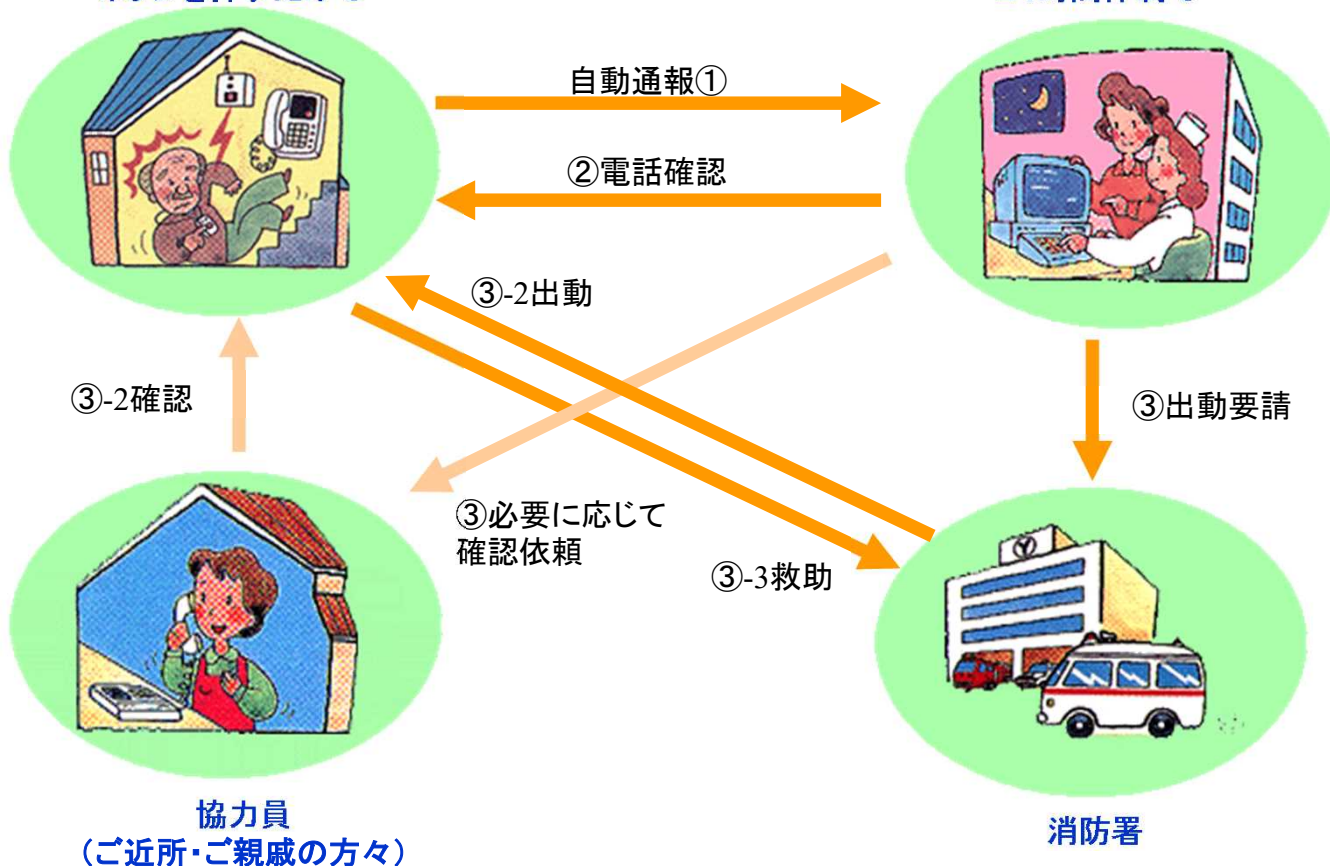 自動通報①
②電話確認
③-2出動
③-2確認
③出動要請
③必要に応じて
確認依頼
③-3救助
協力員
(ご近所・ご親戚の方々)
消防署